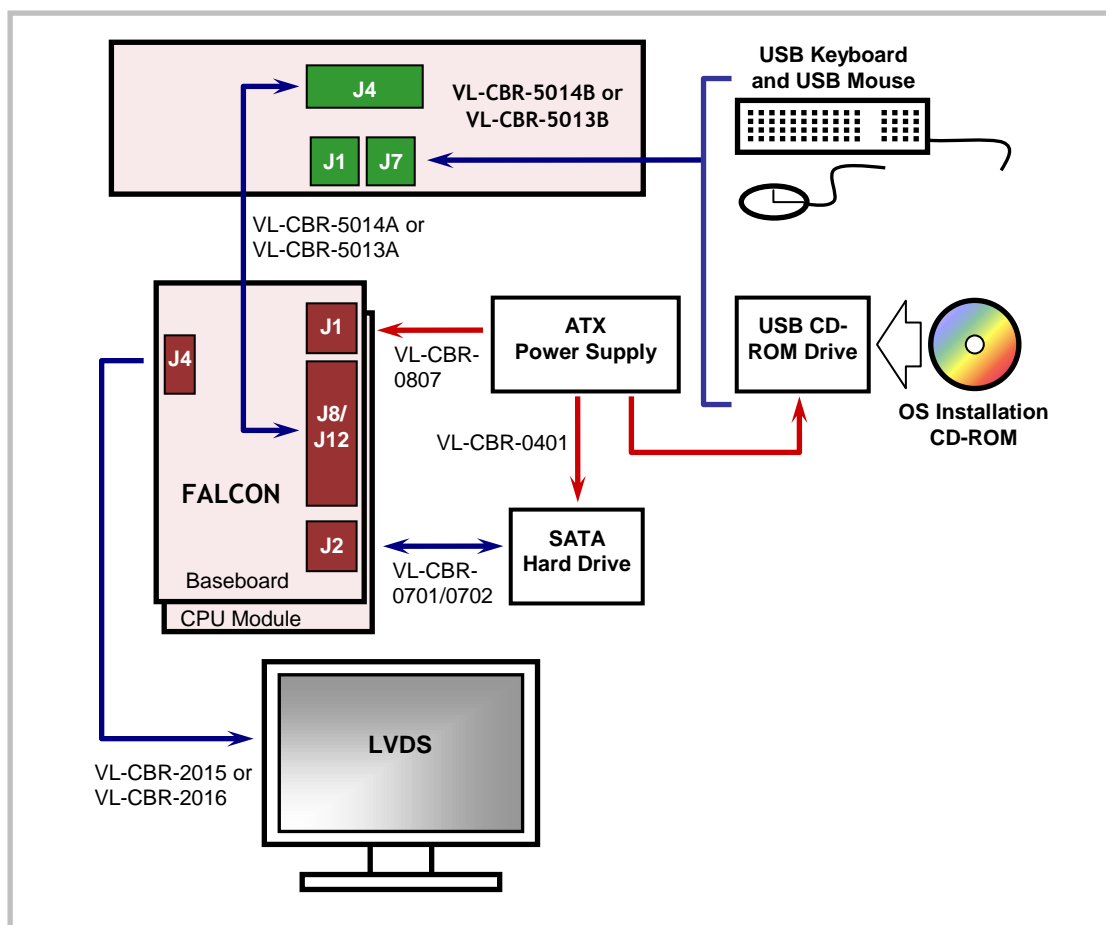 USB Keyboard
and USB Mouse
J4
VL-CBR-5014B or
VL-CBR-5013B
J1
J7
VL-CBR-5014A or
VL-CBR-5013A
J1
J4
J8/
J12
FALCON
J2
Baseboard
CPU Module
VL-CBR-
0807
ATX
Power Supply
USB CD-
ROM Drive
OS Installation
CD-ROM
VL-CBR-0401
SATA
Hard Drive
VL-CBR-
0701/0702
LVDS
VL-CBR-2015 or
VL-CBR-2016